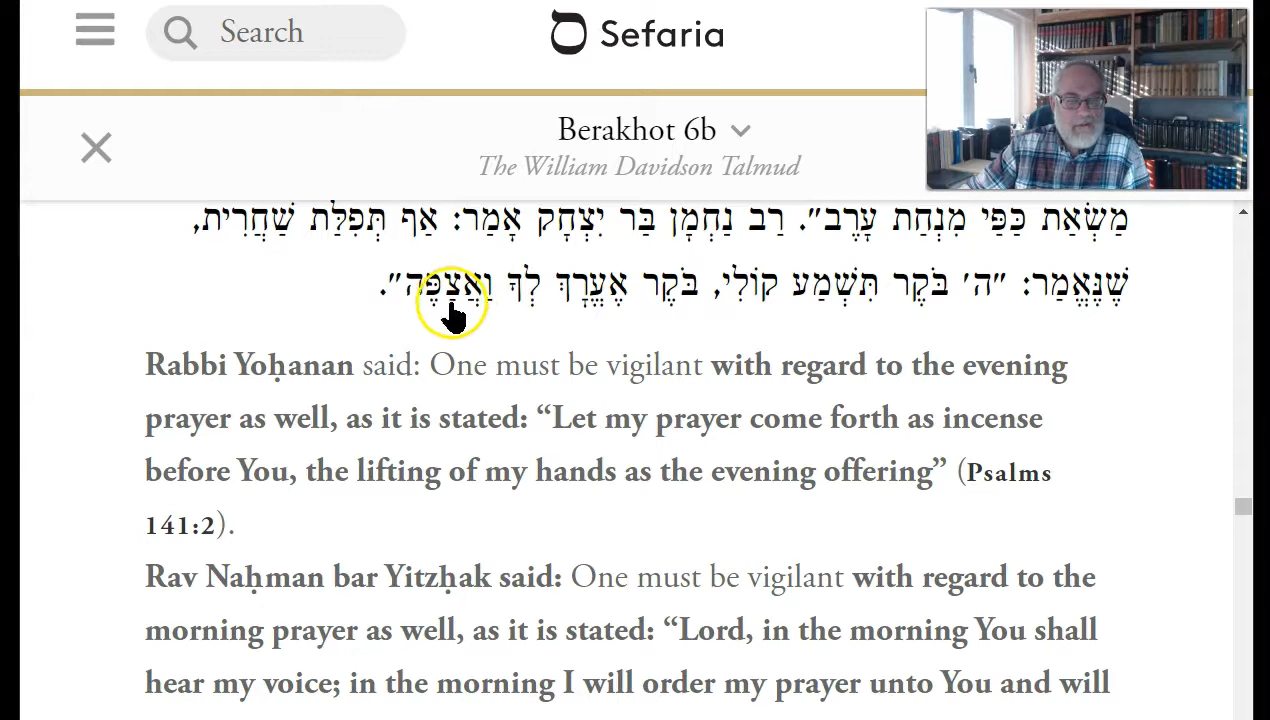 Search
Sefaria
Berakhot 6b
The William Davidson Talmud
מַשְׂאַת כַּפַּי מִנְחַת עָרֶב״. רַב נַחְמָן בַּר יִצְחָק אָמַר: אַף תְּפִלַּת שַׁחֲרִית,
שֶׁנֶּאֱמַר: ״ה׳ בֹּקֶר תִּשְׁמַע קוֹלִי, בֹּקֶר אֶעֱרָךְ לְךָ וַאֲצַפֶּה״.
Rabbi Yoḥanan said: One must be vigilant with regard to the evening
prayer as well, as it is stated: “Let my prayer come forth as incense
before You, the lifting of my hands as the evening offering” (Psalms
141:2).
Rav Naḥman bar Yitzḥak said: One must be vigilant with regard to the
morning prayer as well, as it is stated: “Lord, in the morning You shall
hear my voice; in the morning I will order my prayer unto You and will